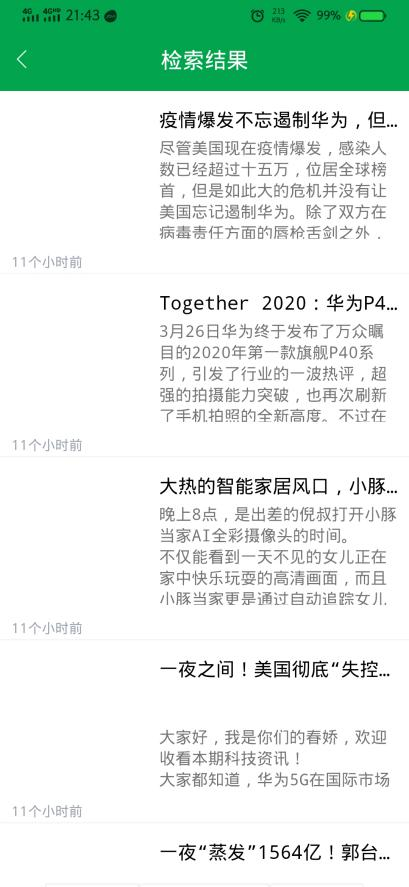 4G 4GHD 21:43 213 KB/s 99%
检索结果
疫情爆发不忘遏制华为，但...
尽管美国现在疫情爆发，感染人
数已经超过十五万，位居全球榜
首，但是如此大的危机并没有让
美国忘记遏制华为。除了双方在
病毒责任方面的唇枪舌剑之外，
11个小时前
Together 2020：华为P4...
3月26日华为终于发布了万众瞩
目的2020年第一款旗舰P40系
列，引发了行业的一波热评，超
强的拍摄能力突破，也再次刷新
了手机拍照的全新高度。不过在
11个小时前
大热的智能家居风口，小豚...
晚上8点，是出差的倪叔打开小豚
当家AI全彩摄像头的时间。
不仅能看到一天不见的女儿正在
家中快乐玩耍的高清画面，而且
小豚当家更是通过自动追踪女儿
11个小时前
一夜之间！美国彻底“失控...
大家好，我是你们的春娇，欢迎
收看本期科技资讯！
大家都知道，华为5G在国际市场
11个小时前
一夜“蒸发”1564亿！郭台...